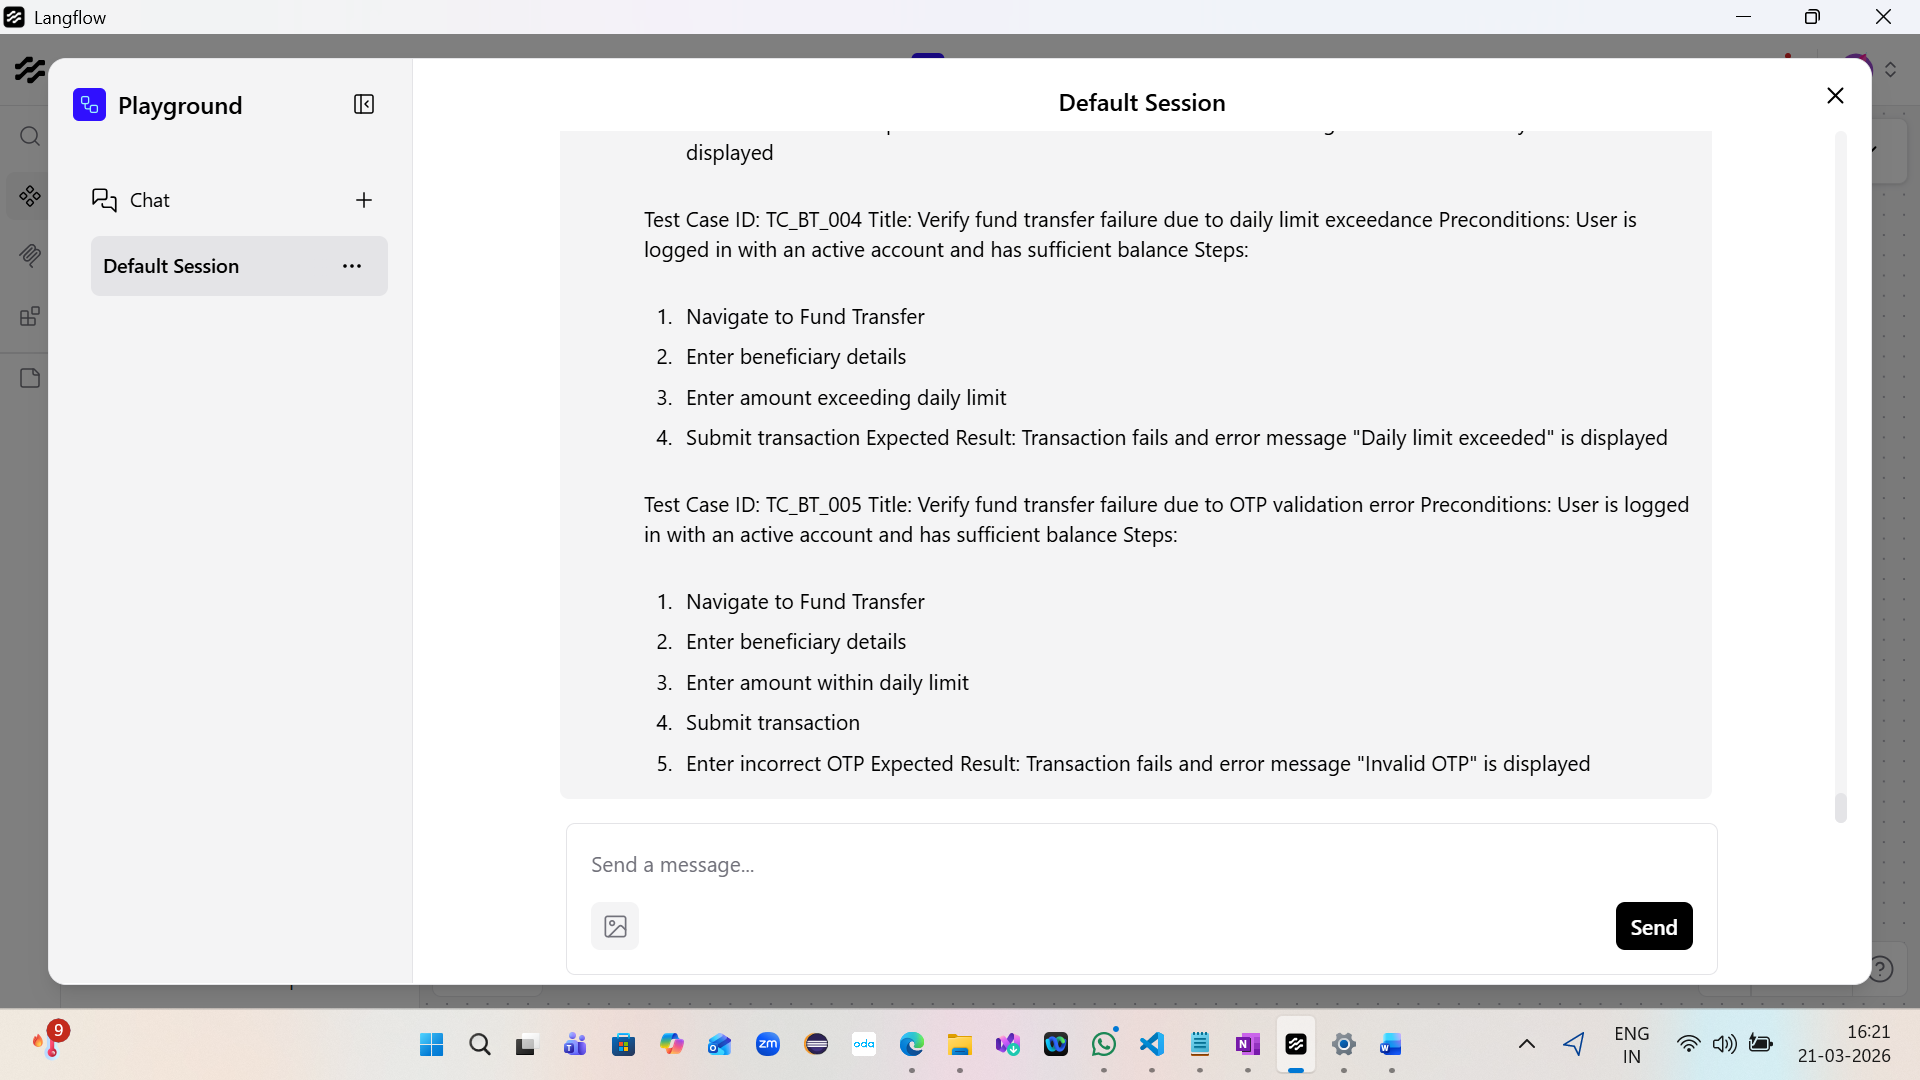 Langflow
Playground
Default Session
Chat
Default Session
displayed
Test Case ID: TC_BT_004 Title: Verify fund transfer failure due to daily limit exceedance Preconditions: User is
logged in with an active account and has sufficient balance Steps:
1. Navigate to Fund Transfer
2. Enter beneficiary details
3. Enter amount exceeding daily limit
4. Submit transaction Expected Result: Transaction fails and error message "Daily limit exceeded" is displayed
Test Case ID: TC_BT_005 Title: Verify fund transfer failure due to OTP validation error Preconditions: User is logged
in with an active account and has sufficient balance Steps:
1. Navigate to Fund Transfer
2. Enter beneficiary details
3. Enter amount within daily limit
4. Submit transaction
5. Enter incorrect OTP Expected Result: Transaction fails and error message "Invalid OTP" is displayed
Send a message...
Send
9
zm
oda
ENG
IN
16:21
21-03-2026